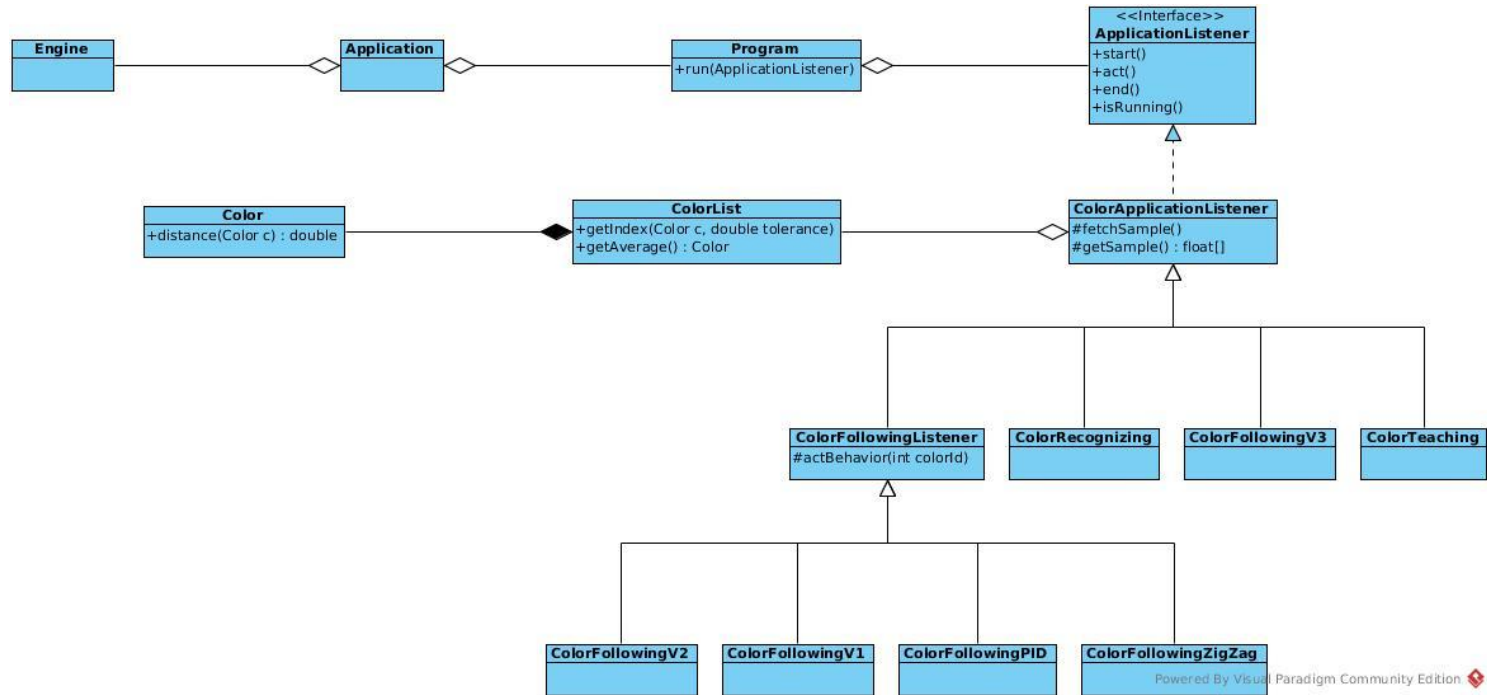 <<Interface>>
Engine
Application
Program
ApplicationListener
+run(ApplicationListener)
+start()
+act()
+end()
+isRunning()
Color
ColorList
ColorApplicationListener
+distance(Color c) : double
+getIndex(Color c, double tolerance)
+getAverage() : Color
#fetchSample()
#getSample() : float[]
ColorFollowingListener
ColorRecognizing
ColorFollowingV3
ColorTeaching
#actBehavior(int colorId)
ColorFollowingV2
ColorFollowingV1
ColorFollowingPID
ColorFollowingZigZag
Powered By Visual Paradigm Community Edition